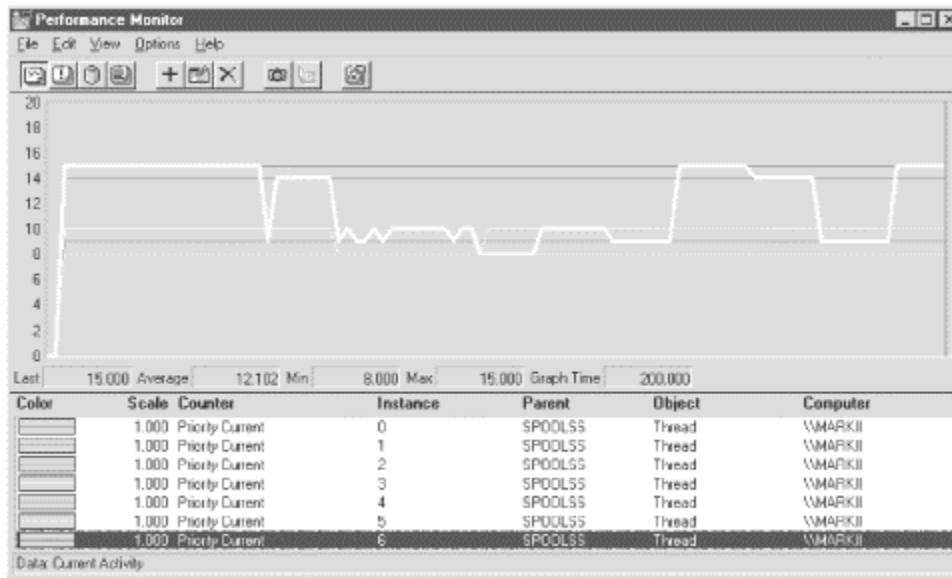 Performance Monitor
File Edit View Options Help
20
18
16
14
12
10
8
6
4
2
0
Last 15.000 Average 12.102 Min 8.000 Max 15.000 Graph Time 200.000
Color Scale Counter Instance Parent Object Computer
1.000 Priority Current 0 SPOOLSS Thread \\MARKII
1.000 Priority Current 1 SPOOLSS Thread \\MARKII
1.000 Priority Current 2 SPOOLSS Thread \\MARKII
1.000 Priority Current 3 SPOOLSS Thread \\MARKII
1.000 Priority Current 4 SPOOLSS Thread \\MARKII
1.000 Priority Current 5 SPOOLSS Thread \\MARKII
1.000 Priority Current 6 SPOOLSS Thread \\MARKII
Data: Current Activity